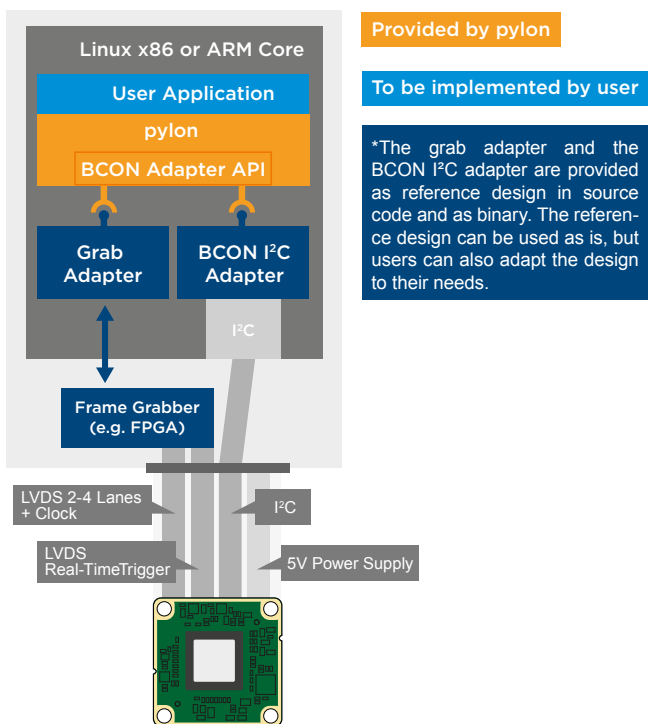 Linux x86 or ARM Core
User Application
pylon
BCON Adapter API
Grab
Adapter
BCON I²C
Adapter
I²C
Frame Grabber
(e.g. FPGA)
LVDS 2-4 Lanes
+ Clock
I²C
LVDS
Real-TimeTrigger
5V Power Supply
Provided by pylon
To be implemented by user
*The grab adapter and the
BCON I²C adapter are provided
as reference design in source
code and as binary. The referen-
ce design can be used as is, but
users can also adapt the design
to their needs.